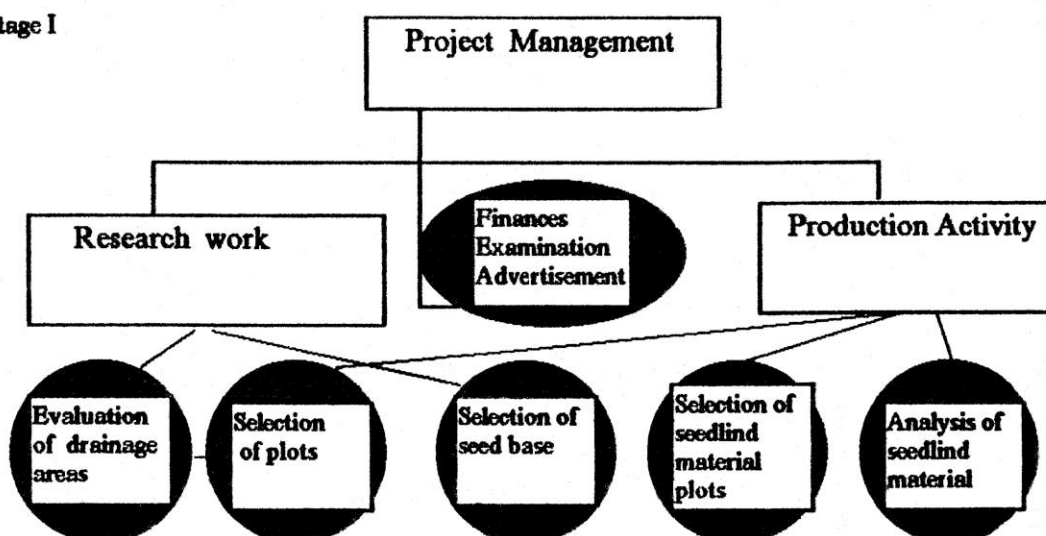 tage I
Project Management
Research work
Finances
Examination
Advertisement
Production Activity
Evaluation
of drainage
areas
Selection
of plots
Selection of
seed base
Selection of
seedlind
material
plots
Analysis of
seedlind
material